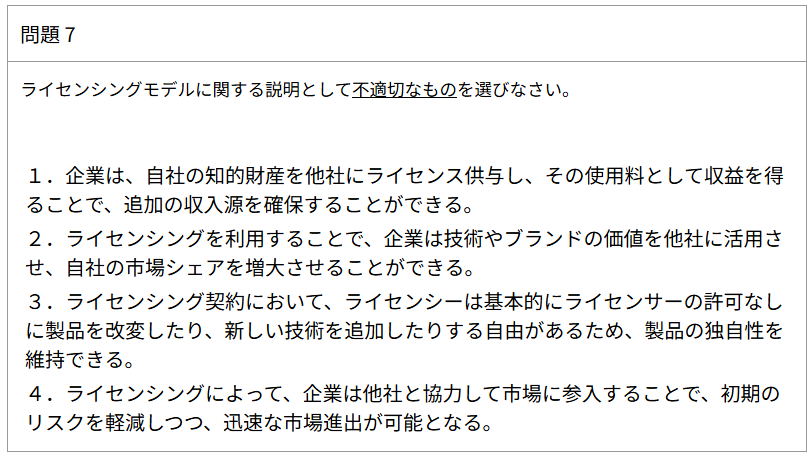 問題 7
ライセンシングモデルに関する説明として不適切なものを選びなさい。
１．企業は、自社の知的財産を他社にライセンス供与し、その使用料として収益を得
ることで、追加の収入源を確保することができる。
２．ライセンシングを利用することで、企業は技術やブランドの価値を他社に活用さ
せ、自社の市場シェアを増大させることができる。
３．ライセンシング契約において、ライセンシーは基本的にライセンサーの許可なし
に製品を改変したり、新しい技術を追加したりする自由があるため、製品の独自性を
維持できる。
４．ライセンシングによって、企業は他社と協力して市場に参入することで、初期の
リスクを軽減しつつ、迅速な市場進出が可能となる。